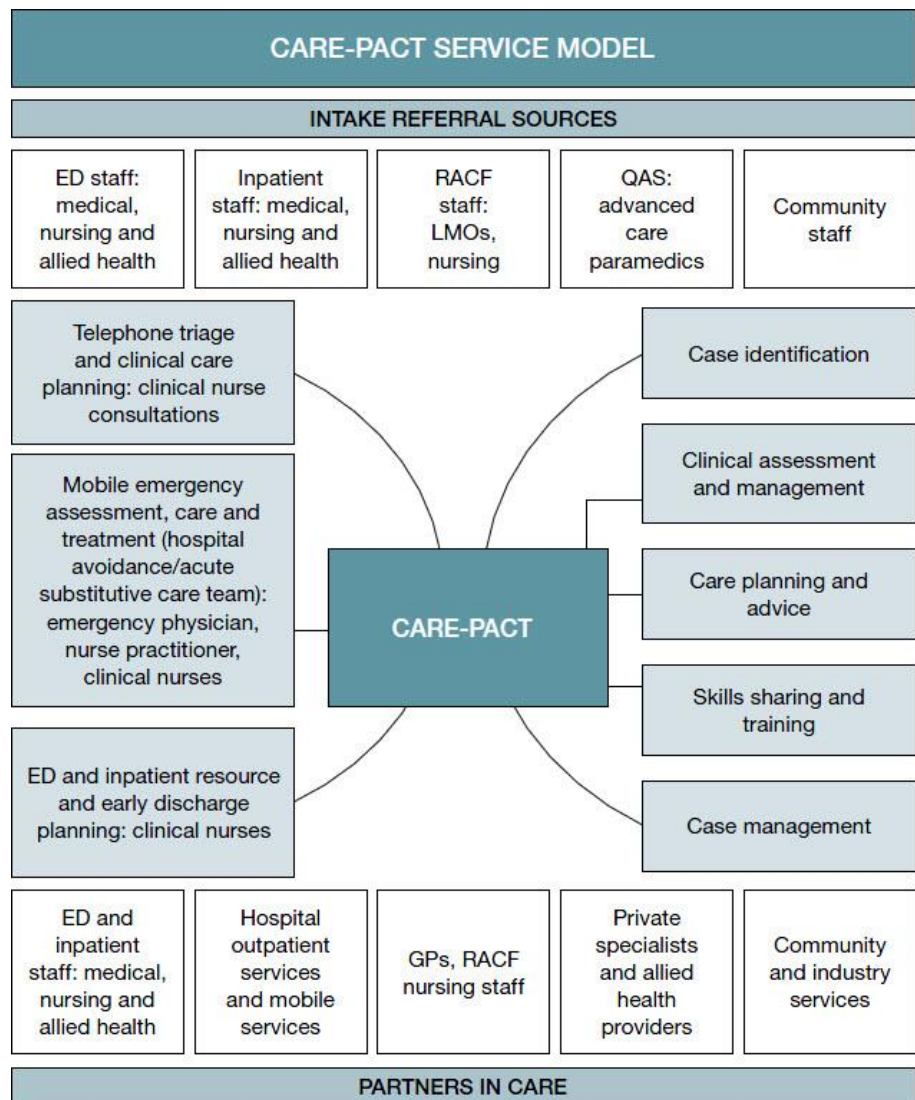 CARE-PACT SERVICE MODEL
INTAKE REFERRAL SOURCES
ED staff:
medical,
nursing and
allied health
Inpatient
staff: medical,
nursing and
allied health
RACF
staff:
LMOs,
nursing
QAS:
advanced
care
paramedics
Community
staff
Telephone triage
and clinical care
planning: clinical nurse
consultations
Mobile emergency
assessment, care and
treatment (hospital
avoidance/acute
substitutive care team):
emergency physician,
nurse practitioner,
clinical nurses
ED and inpatient resource
and early discharge
planning: clinical nurses
CARE-PACT
Case identification
Clinical assessment
and management
Care planning and
advice
Skills sharing and
training
Case management
ED and
inpatient
staff: medical,
nursing and
allied health
Hospital
outpatient
services
and mobile
services
GPs, RACF
nursing staff
Private
specialists
and allied
health
providers
Community
and industry
services
PARTNERS IN CARE